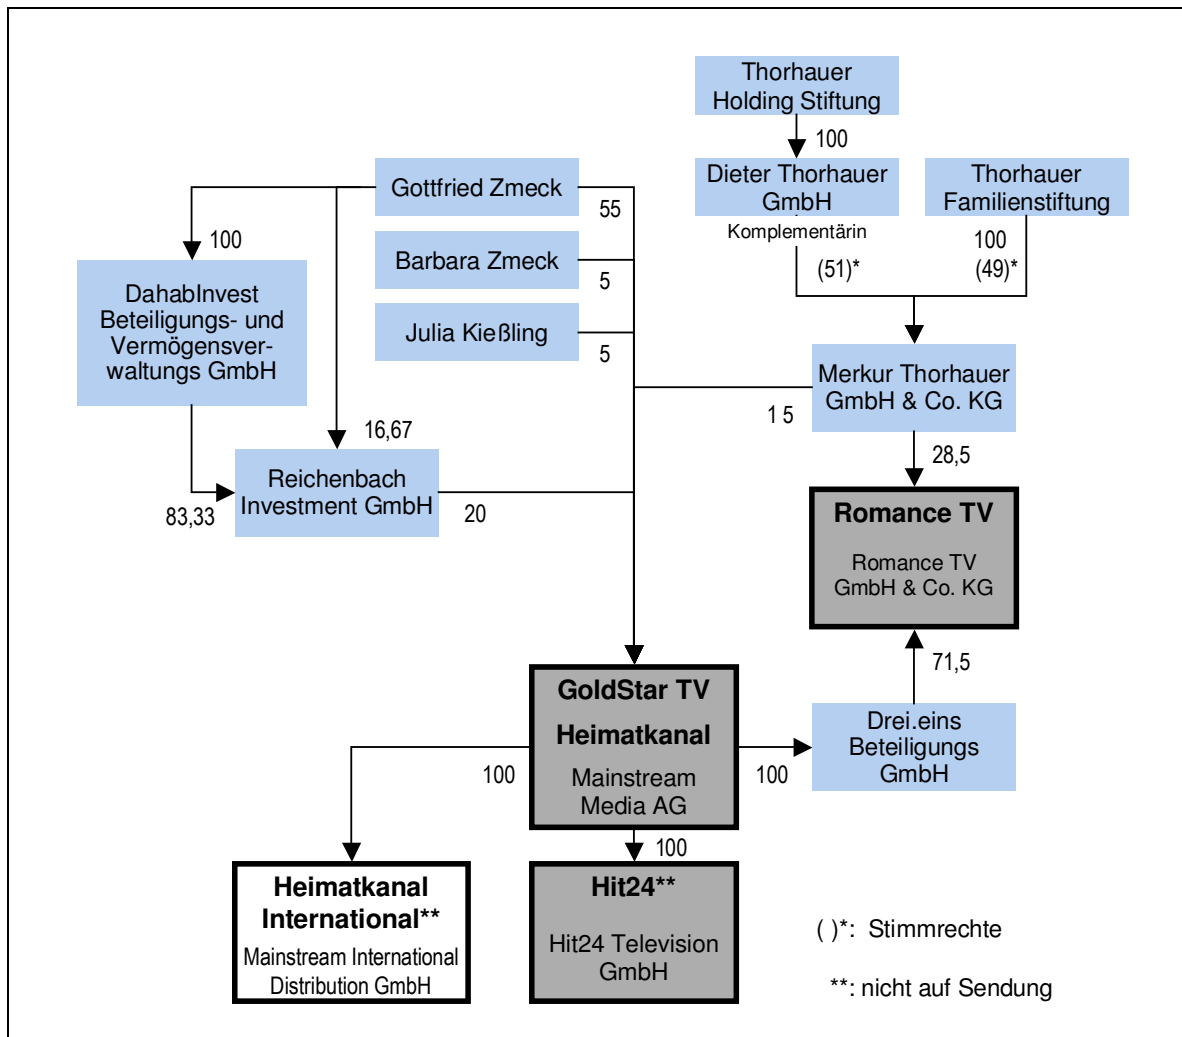 Thorhauer
Holding Stiftung
100
Gottfried Zmeck
Dieter Thorhauer
GmbH
Thorhauer
Familienstiftung
55
Komplementärin
100
100
Barbara Zmeck
(51)*
(49)*
5
DahabInvest
Beteiligungs- und
Vermögensver-
waltungs GmbH
Julia Kießling
5
Merkur Thorhauer
GmbH & Co. KG
1 5
16,67
28,5
Reichenbach
Investment GmbH
83,33
20
Romance TV
Romance TV
GmbH & Co. KG
71,5
GoldStar TV
Heimatkanal
Mainstream
Media AG
Drei.eins
Beteiligungs
GmbH
100
100
100
Heimatkanal
International**
Mainstream International
Distribution GmbH
Hit24**
Hit24 Television
GmbH
( )*: Stimmrechte
**: nicht auf Sendung